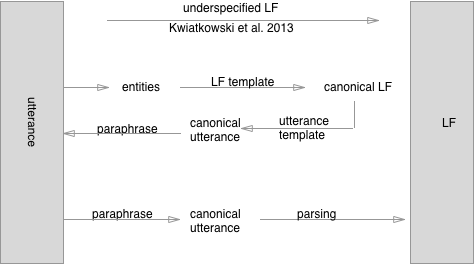 underspecified LF
Kwiatkowski et al. 2013
utterance
entities
LF template
canonical LF
LF
paraphrase
canonical
utterance
utterance
template
paraphrase
canonical
utterance
parsing